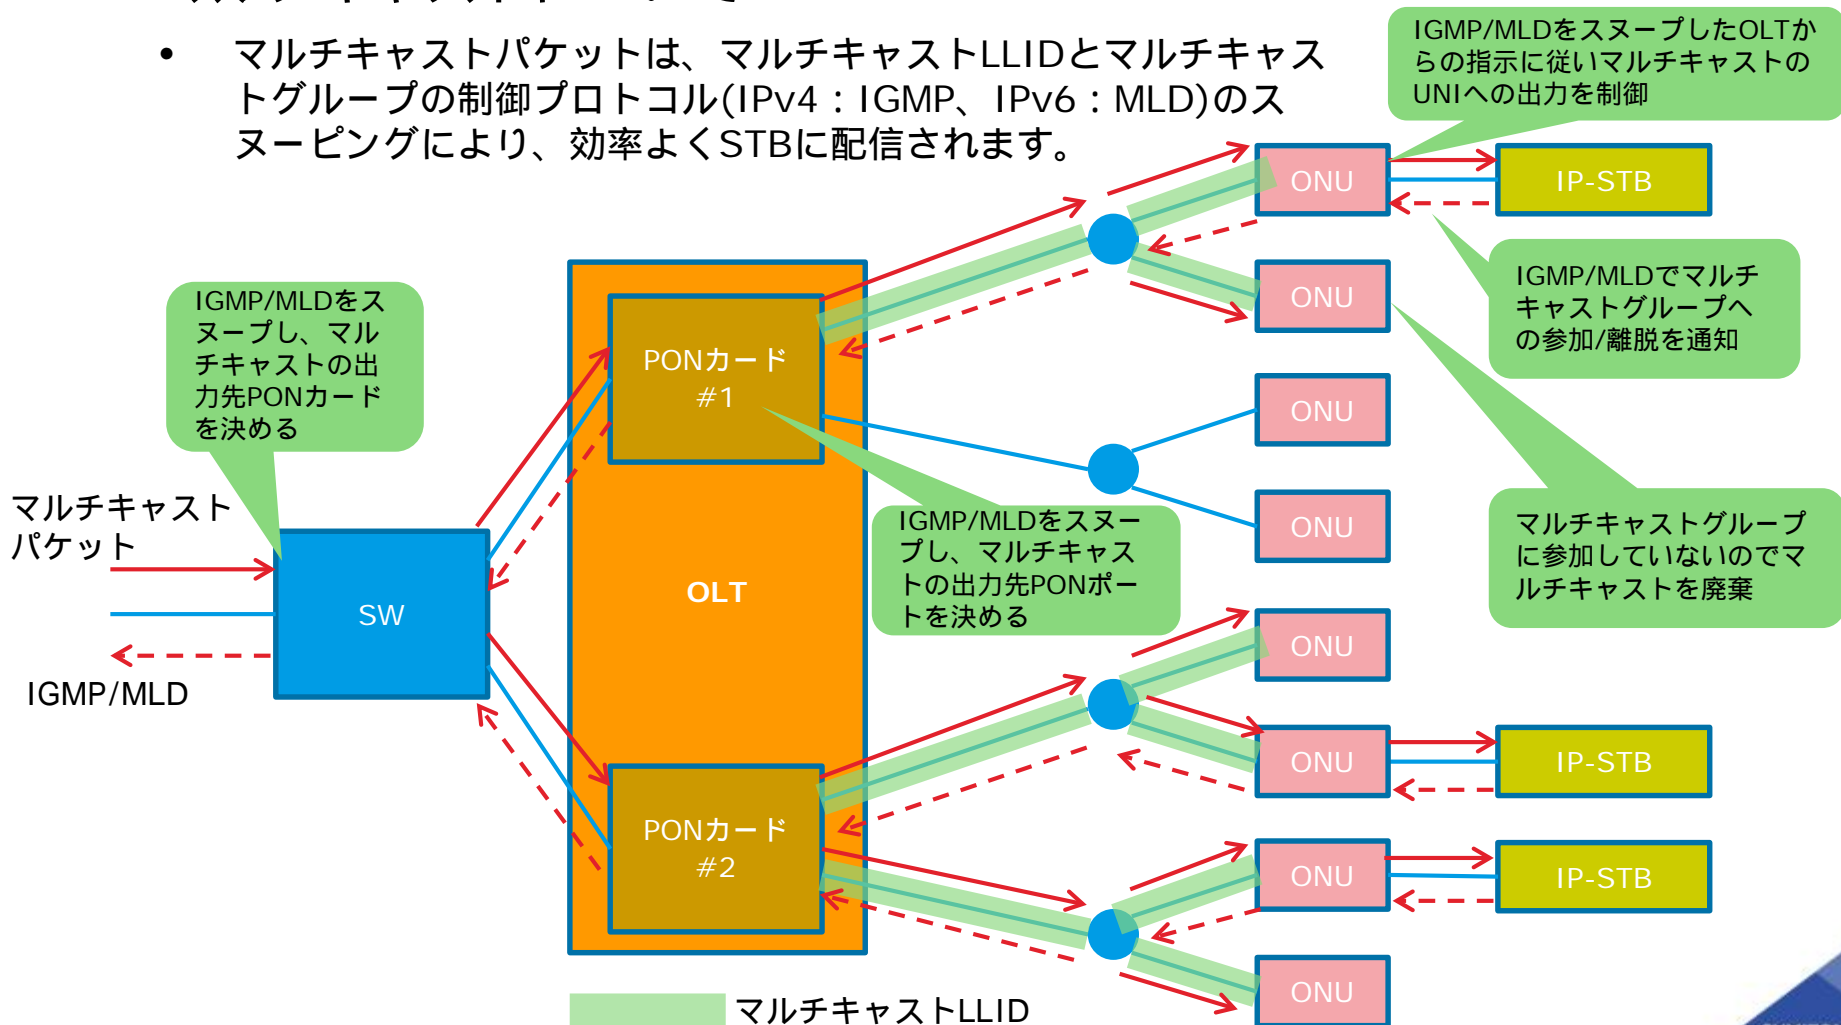 • マルチキャストパケットは、マルチキャストLLIDとマルチキャス
トグループの制御プロトコル(IPv4：IGMP、IPv6：MLD)のス
ヌーピングにより、効率よくSTBに配信されます。
IGMP/MLDをスヌープしたOLTか
らの指示に従いマルチキャストの
UNIへの出力を制御
ONU
IP-STB
IGMP/MLDをス
ヌープし、マル
チキャストの出
力先PONカード
を決める
IGMP/MLDでマルチ
キャストグループへ
の参加/離脱を通知
ONU
PONカード
#1
ONU
ONU
IGMP/MLDをスヌー
プし、マルチキャス
トの出力先PONポー
トを決める
マルチキャストグループ
に参加していないのでマ
ルチキャストを廃棄
マルチキャスト
パケット
SW
OLT
IGMP/MLD
ONU
ONU
IP-STB
PONカード
#2
ONU
IP-STB
ONU
マルチキャストLLID